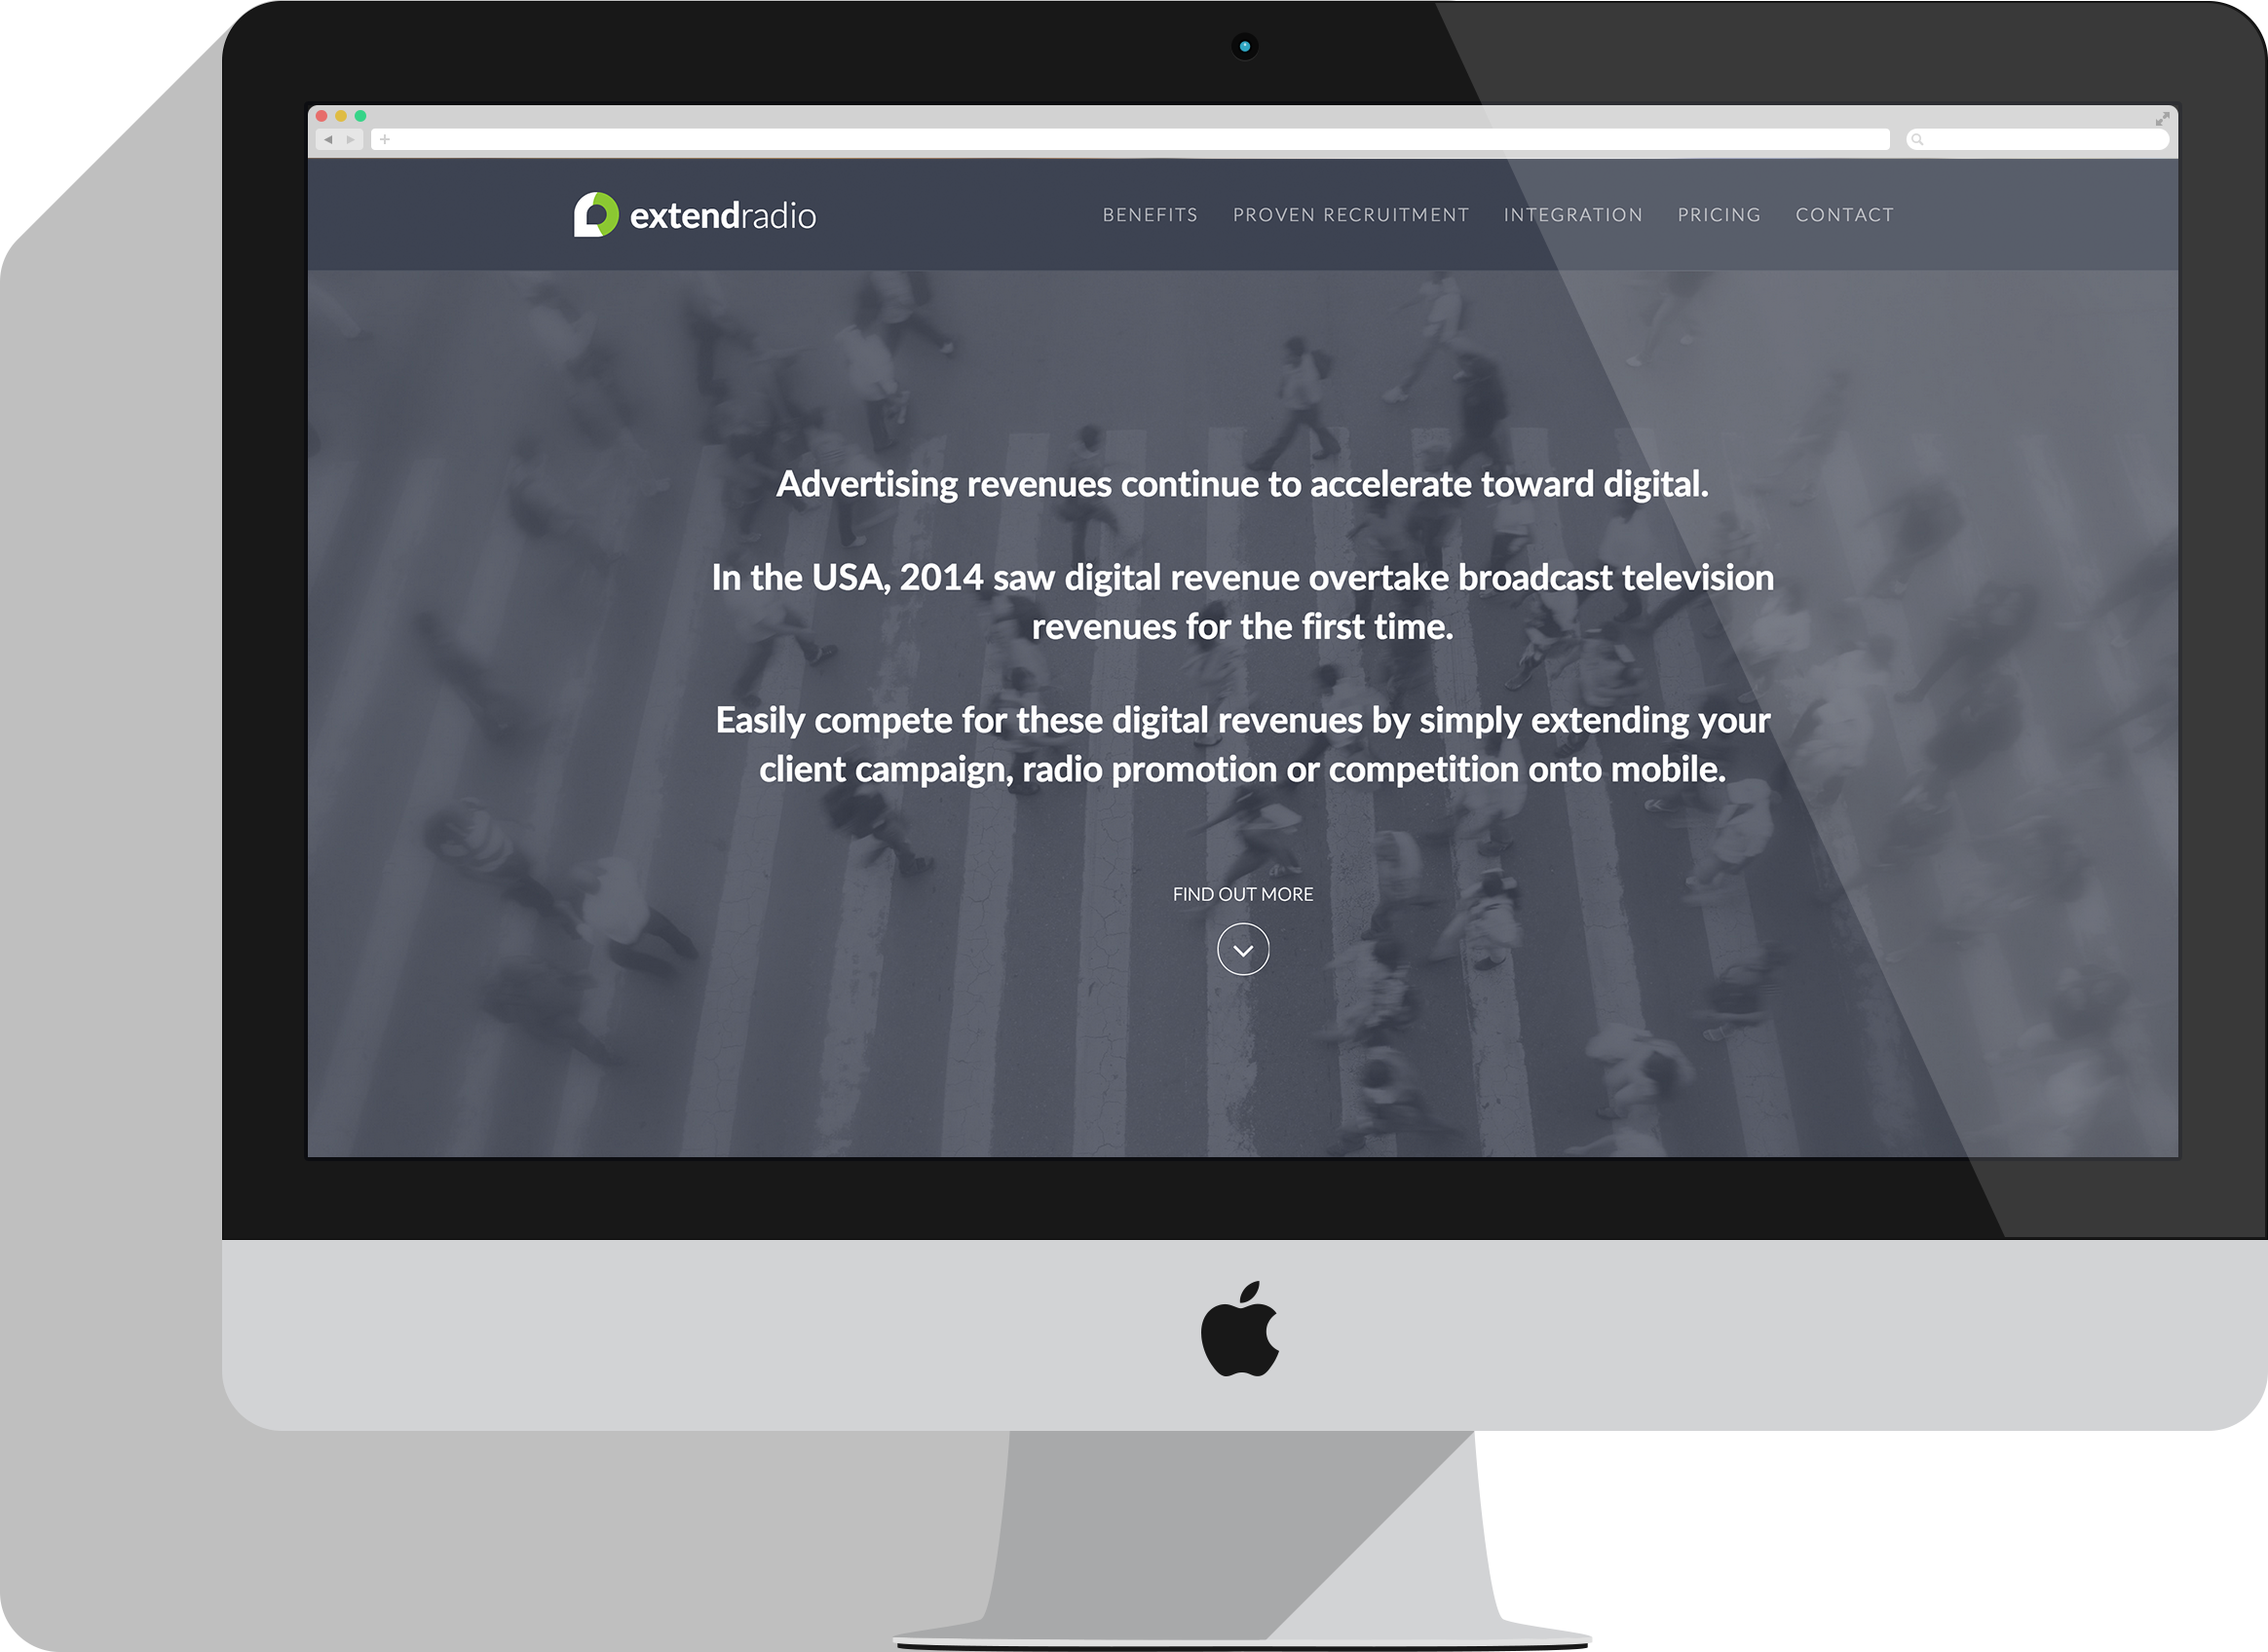 extendradio
BENEFITS PROVEN RECRUITMENT INTEGRATION PRICING CONTACT
Advertising revenues continue to accelerate toward digital.
In the USA, 2014 saw digital revenue overtake broadcast television
revenues for the first time.
Easily compete for these digital revenues by simply extending your
client campaign, radio promotion or competition onto mobile.
FIND OUT MORE